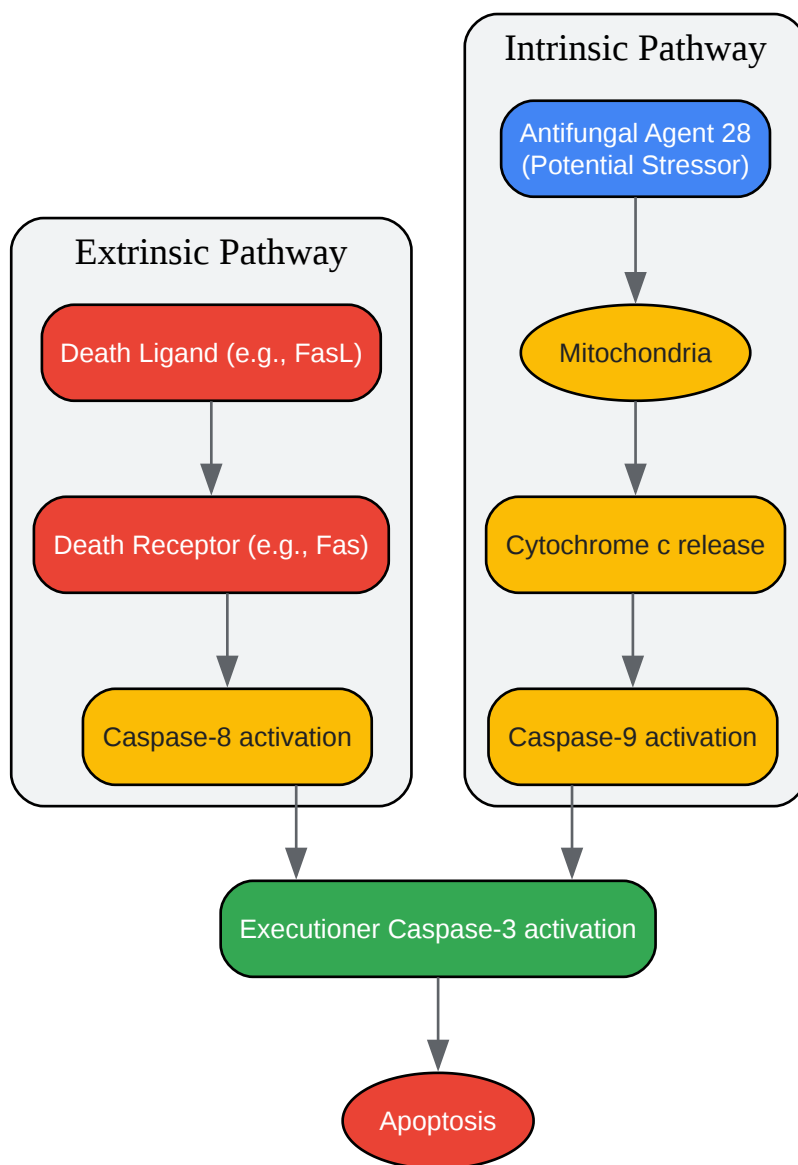 Extrinsic Pathway
Death Ligand (e.g., FasL)
Death Receptor (e.g., Fas)
Caspase-8 activation
Intrinsic Pathway
Antifungal Agent 28
(Potential Stressor)
Mitochondria
Cytochrome c release
Caspase-9 activation
Executioner Caspase-3 activation
Apoptosis